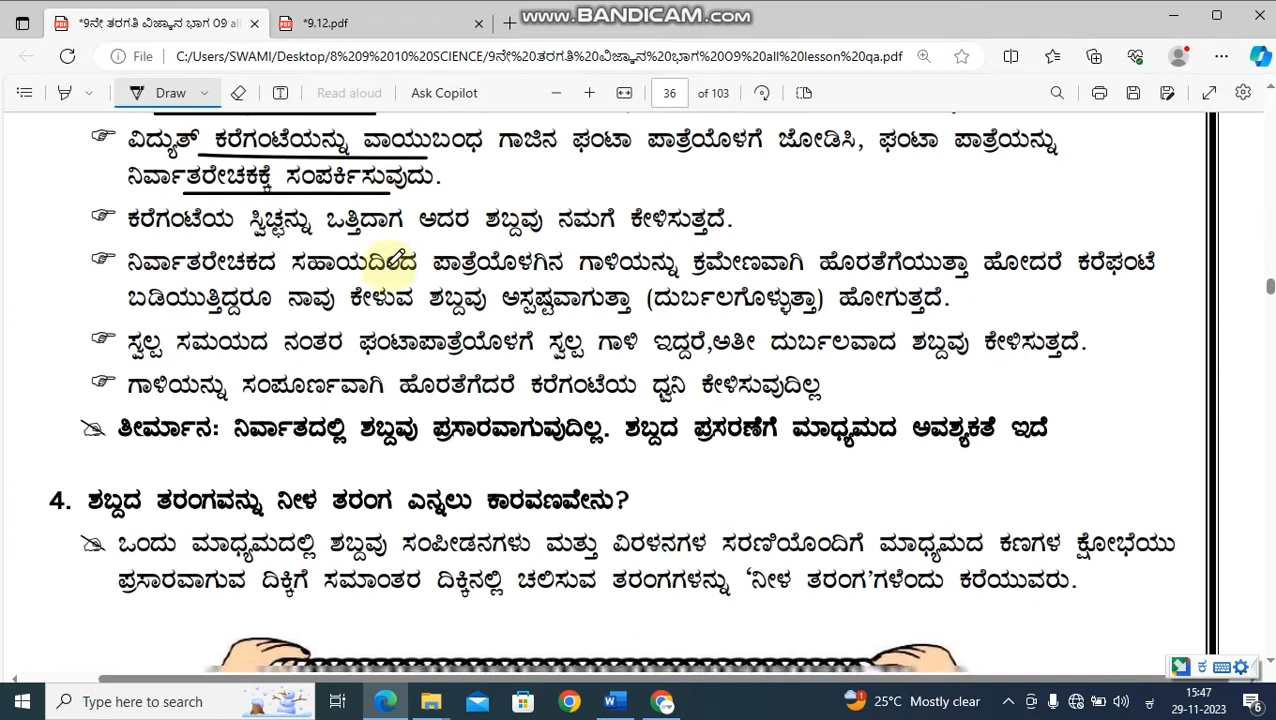 www.BANDICAM.com
*9ನೇ ತರಗತಿ ವಿಜ್ಞಾನ ಭಾಗ 09 all
*9.12.pdf
File C:/Users/SWAMI/Desktop/8%209%2010%20SCIENCE/9ನೇ%20ತರಗತಿ%20ವಿಜ್ಞಾನ%20ಭಾಗ%20O9%20all%20lesson%20qa.pdf
Draw Read aloud Ask Copilot 36 of 103
ವಿದ್ಯುತ್ ಕರೆಗಂಟೆಯನ್ನು ವಾಯುಬಂಧ ಗಾಜಿನ ಘಂಟಾ ಪಾತ್ರೆಯೊಳಗೆ ಜೋಡಿಸಿ, ಘಂಟಾ ಪಾತ್ರೆಯನ್ನು
ನಿರ್ವಾತರೇಚಕಕ್ಕೆ ಸಂಪರ್ಕಿಸುವುದು.
ಕರೆಗಂಟೆಯ ಸ್ವಿಚ್ಚನ್ನು ಒತ್ತಿದಾಗ ಅದರ ಶಬ್ದವು ನಮಗೆ ಕೇಳಿಸುತ್ತದೆ.
ನಿರ್ವಾತರೇಚಕದ ಸಹಾಯದಿಂದ ಪಾತ್ರೆಯೊಳಗಿನ ಗಾಳಿಯನ್ನು ಕ್ರಮೇಣವಾಗಿ ಹೊರತೆಗೆಯುತ್ತಾ ಹೋದರೆ ಕರೆಘಂಟೆ
ಬಡಿಯುತ್ತಿದ್ದರೂ ನಾವು ಕೇಳುವ ಶಬ್ದವು ಅಸ್ಪಷ್ಟವಾಗುತ್ತಾ (ದುರ್ಬಲಗೊಳ್ಳುತ್ತಾ) ಹೋಗುತ್ತದೆ.
ಸ್ವಲ್ಪ ಸಮಯದ ನಂತರ ಘಂಟಾಪಾತ್ರೆಯೊಳಗೆ ಸ್ವಲ್ಪ ಗಾಳಿ ಇದ್ದರೆ,ಅತೀ ದುರ್ಬಲವಾದ ಶಬ್ದವು ಕೇಳಿಸುತ್ತದೆ.
ಗಾಳಿಯನ್ನು ಸಂಪೂರ್ಣವಾಗಿ ಹೊರತೆಗೆದರೆ ಕರೆಗಂಟೆಯ ಧ್ವನಿ ಕೇಳಿಸುವುದಿಲ್ಲ
ತೀರ್ಮಾನ: ನಿರ್ವಾತದಲ್ಲಿ ಶಬ್ದವು ಪ್ರಸಾರವಾಗುವುದಿಲ್ಲ. ಶಬ್ದದ ಪ್ರಸರಣೆಗೆ ಮಾಧ್ಯಮದ ಅವಶ್ಯಕತೆ ಇದೆ
4. ಶಬ್ದದ ತರಂಗವನ್ನು ನೀಳ ತರಂಗ ಎನ್ನಲು ಕಾರವಣವೇನು?
ಒಂದು ಮಾಧ್ಯಮದಲ್ಲಿ ಶಬ್ದವು ಸಂಪೀಡನಗಳು ಮತ್ತು ವಿರಳನಗಳ ಸರಣಿಯೊಂದಿಗೆ ಮಾಧ್ಯಮದ ಕಣಗಳ ಕ್ಷೋಭೆಯು
ಪ್ರಸಾರವಾಗುವ ದಿಕ್ಕಿಗೆ ಸಮಾಂತರ ದಿಕ್ಕಿನಲ್ಲಿ ಚಲಿಸುವ ತರಂಗಗಳನ್ನು ‘ನೀಳ ತರಂಗ’ಗಳೆಂದು ಕರೆಯುವರು.
ಕ
Type here to search
25°C Mostly clear
15:47
29-11-2023
6